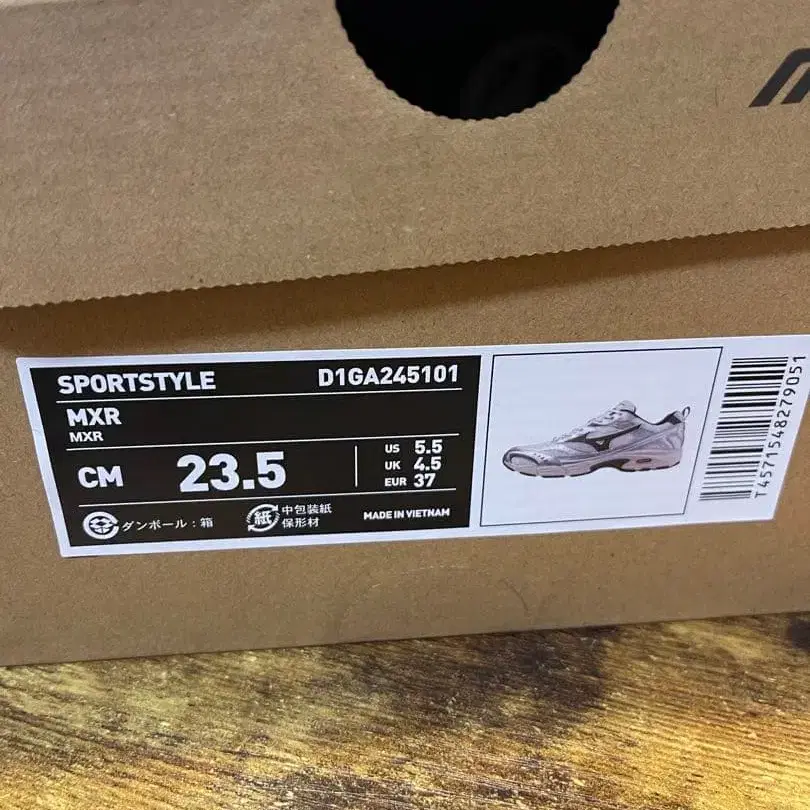 SPORTSTYLE D1GA245101
MXR
MXR
CM 23.5
US 5.5
UK 4.5
EUR 37
ダンボール：箱
紙 中包装紙
保形材
MADE IN VIETNAM
T4571548279051